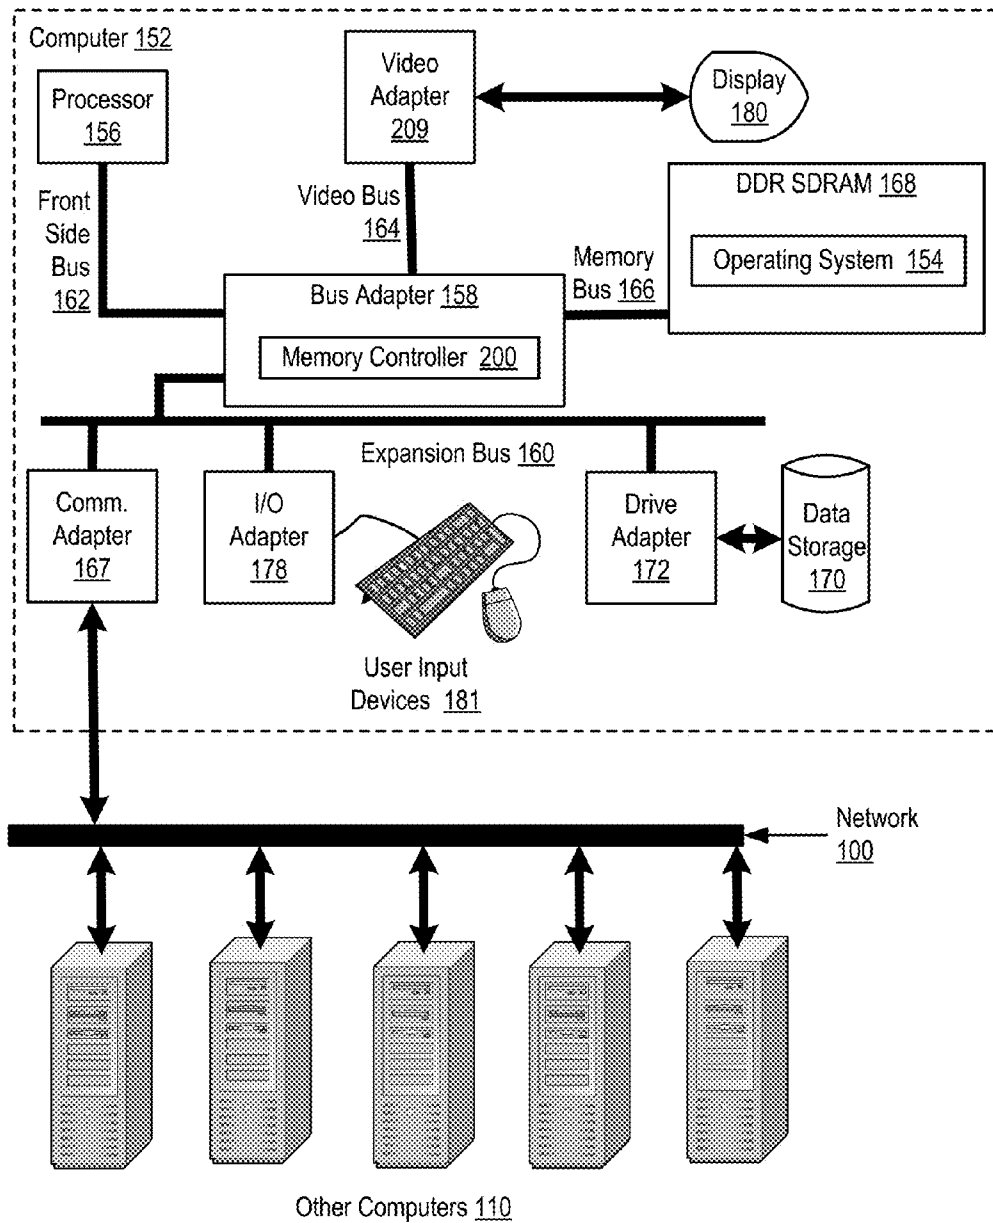 Computer 152
Processor
156
Video
Adapter
209
Display
180
Front
Side
Bus
162
Video Bus
164
DDR SDRAM 168
Operating System 154
Memory
Bus 166
Bus Adapter 158
Memory Controller 200
Expansion Bus 160
Comm.
Adapter
167
I/O
Adapter
178
Drive
Adapter
172
Data
Storage
170
User Input
Devices 181
Network
100
Other Computers 110